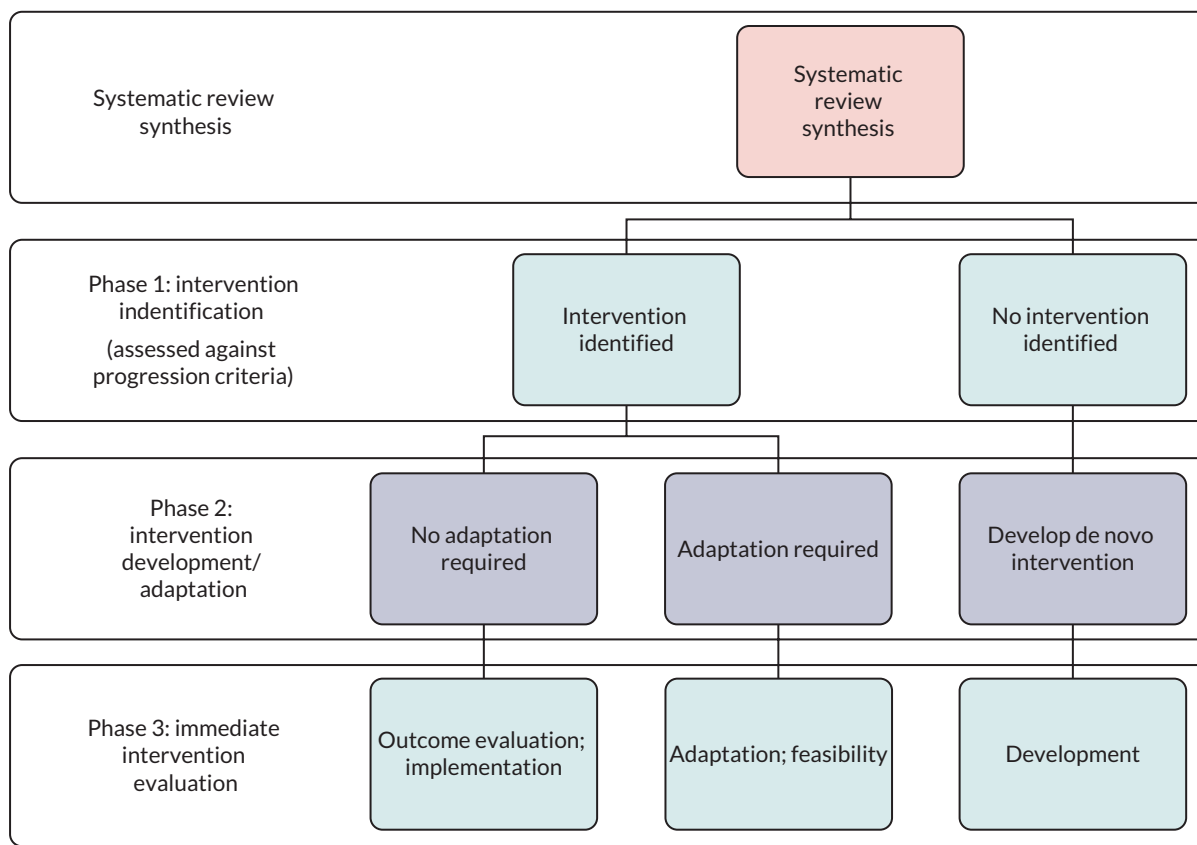 Systematic review
synthesis
Systematic
review
synthesis
Phase 1: intervention
indentification
(assessed against
progression criteria)
Intervention
identified
No intervention
identified
Phase 2:
intervention
development/
adaptation
No adaptation
required
Adaptation required
Develop de novo
intervention
Phase 3: immediate
intervention
evaluation
Outcome evaluation;
implementation
Adaptation; feasibility
Development